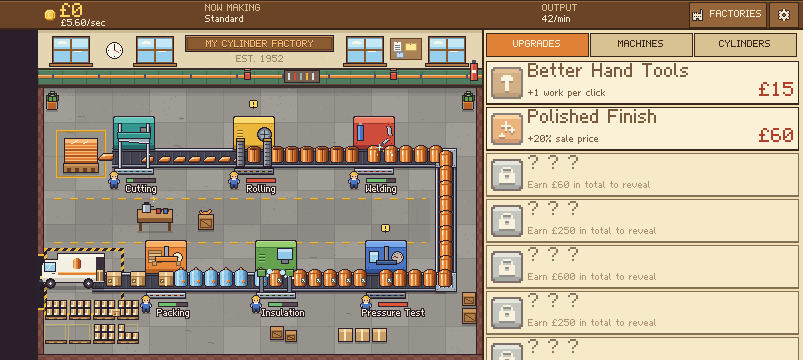 £0
£5.60/sec
NOW MAKING
Standard
OUTPUT
42/min
FACTORIES
MY CYLINDER FACTORY
EST. 1952
Cutting
Rolling
Welding
Packing
Insulation
Pressure Test
UPGRADES
MACHINES
CYLINDERS
Better Hand Tools
+1 work per click
£15
Polished Finish
+20% sale price
£60
? ? ?
Earn £60 in total to reveal
? ? ?
Earn £250 in total to reveal
? ? ?
Earn £600 in total to reveal
? ? ?
Earn £250 in total to reveal
? ? ?